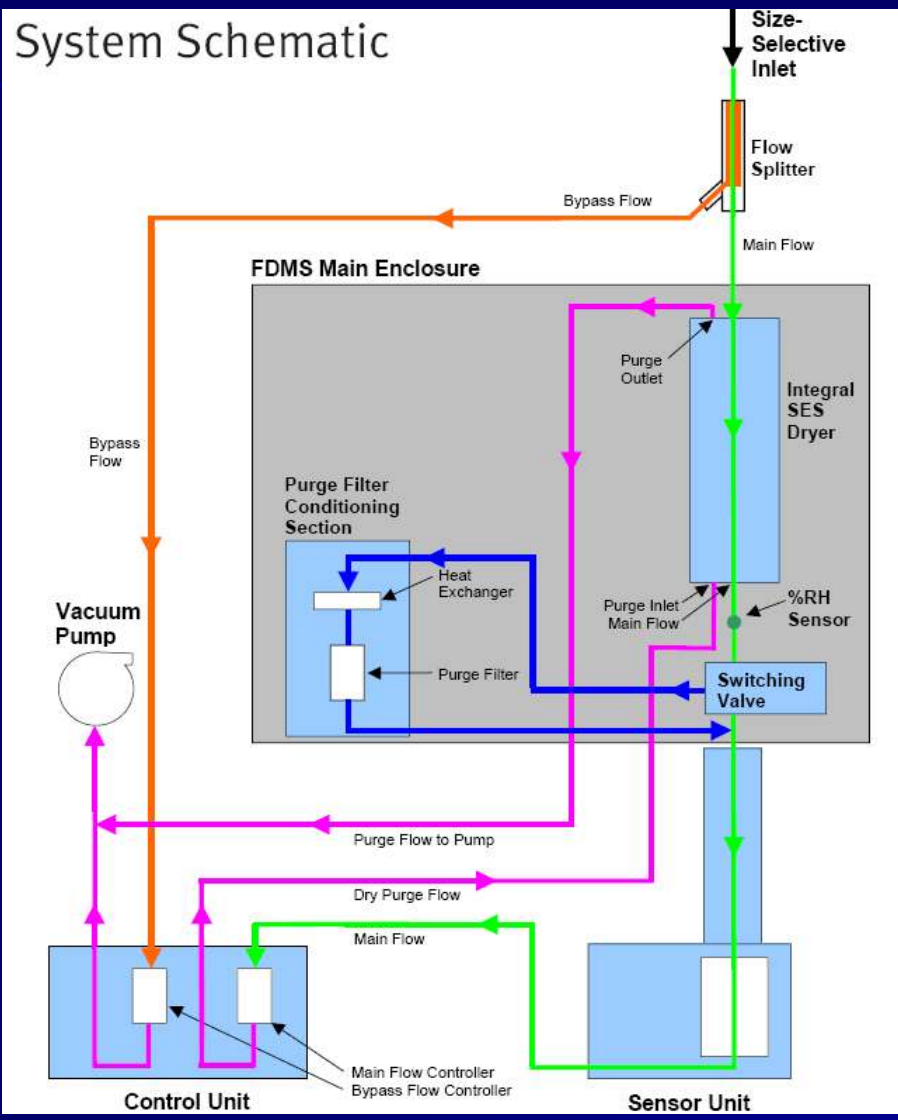 System Schematic
Size-
Selective
Inlet
Flow
Splitter
Bypass Flow
Main Flow
FDMS Main Enclosure
Purge
Outlet
Integral
SES
Dryer
Bypass
Flow
Purge Filter
Conditioning
Section
Heat
Exchanger
Purge Inlet
Main Flow
%RH
Sensor
Vacuum
Pump
Purge Filter
Switching
Valve
Purge Flow to Pump
Dry Purge Flow
Main Flow
Main Flow Controller
Bypass Flow Controller
Control Unit
Sensor Unit